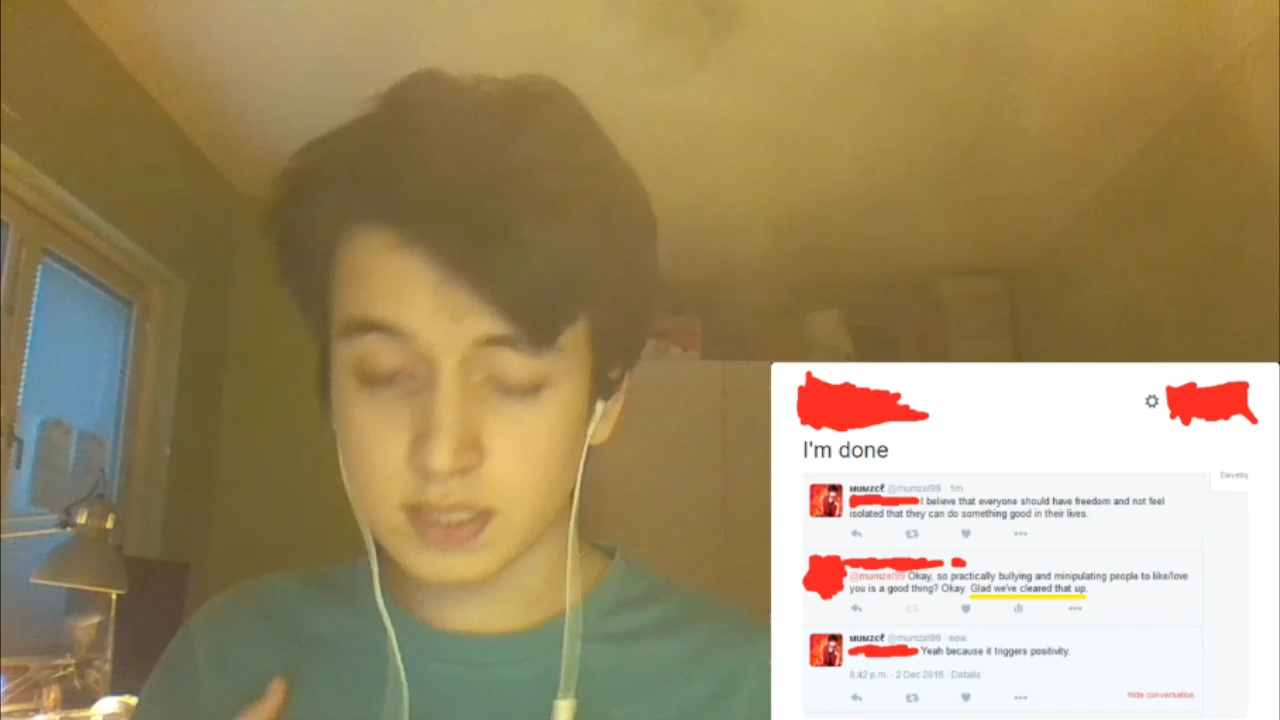 I'm done
Develop
ᴍᴜᴍᴢєℓ @mumzel99 · 1m
I believe that everyone should have freedom and not feel
isolated that they can do something good in their lives.
@mumzel99 Okay, so practically bullying and minipulating people to like/love
you is a good thing? Okay. Glad we've cleared that up.
ᴍᴜᴍᴢєℓ @mumzel99 · now
Yeah because it triggers positivity.
8:42 p.m. - 2 Dec 2015 · Details
Hide conversation